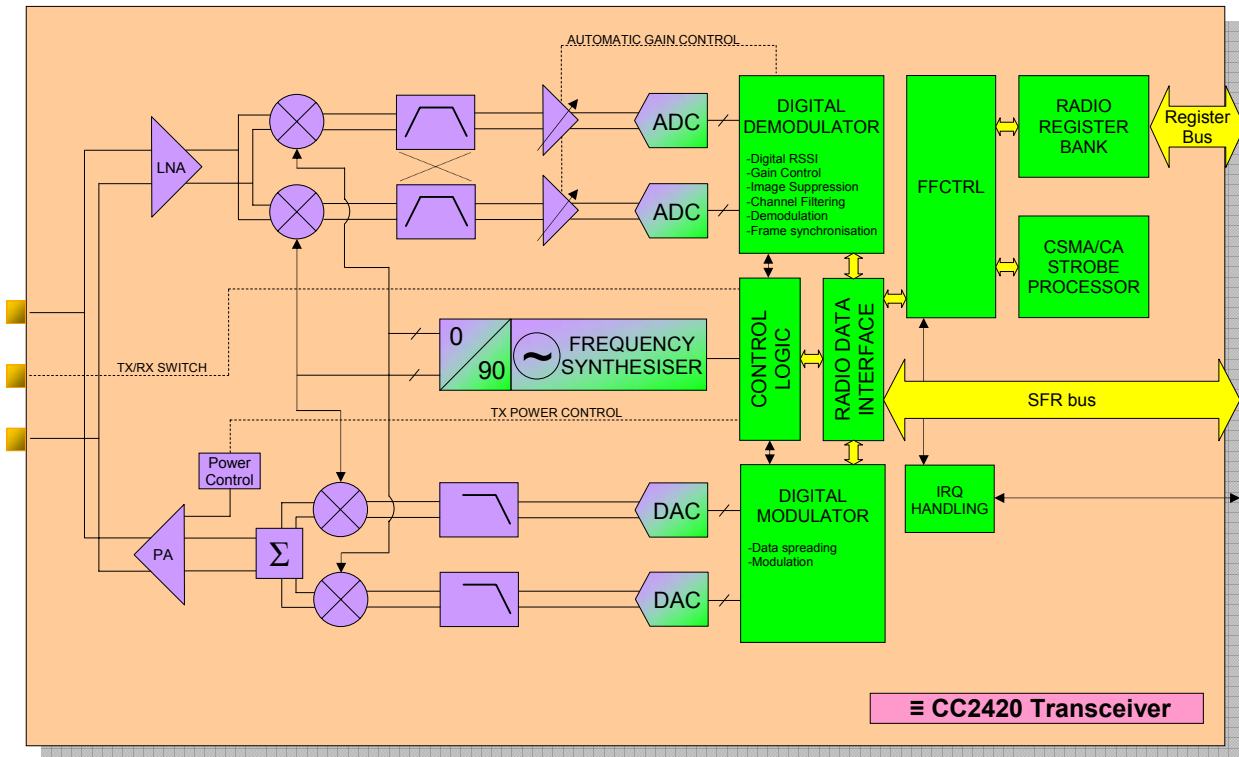 AUTOMATIC GAIN CONTROL
LNA
ADC
ADC
DIGITAL
DEMODULATOR
-Digital RSSI
-Gain Control
-Image Suppression
-Channel Filtering
-Demodulation
-Frame synchronisation
FFCTRL
RADIO
REGISTER
BANK
Register
Bus
CSMA/CA
STROBE
PROCESSOR
TX/RX SWITCH
0
90
~
FREQUENCY
SYNTHESISER
CONTROL
LOGIC
RADIO DATA
INTERFACE
SFR bus
TX POWER CONTROL
Power
Control
PA
Σ
DAC
DAC
DIGITAL
MODULATOR
-Data spreading
-Modulation
IRQ
HANDLING
≡ CC2420 Transceiver